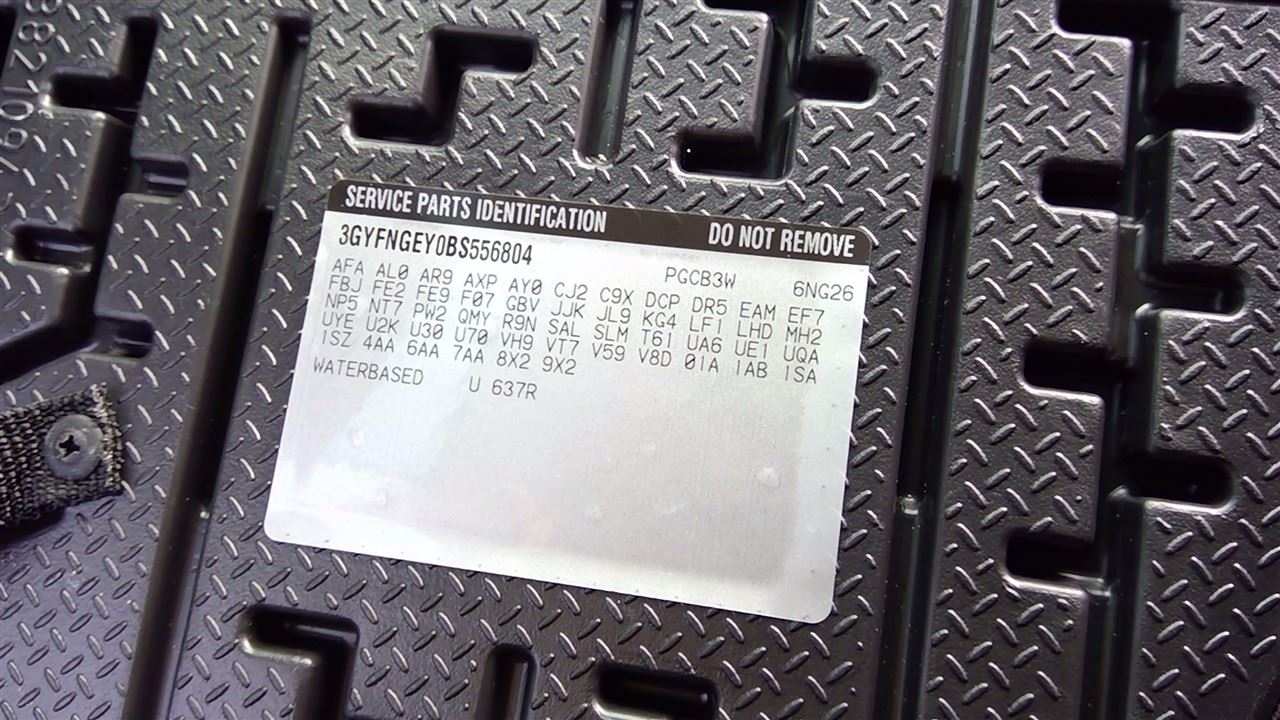 SERVICE PARTS IDENTIFICATION DO NOT REMOVE
3GYFNGEY0BS556804 PGCB3W 6NG26
AFA AL0 AR9 AXP AY0 CJ2 C9X DCP DR5 EAM EF7
FBJ FE2 FE9 F07 GBV JJK JL9 KG4 LF1 LHD MH2
NP5 NT7 PW2 QMY R9N SAL SLM T61 UA6 UE1 UQA
UYE U2K U30 U70 VH9 VT7 V59 V8D 01A 1AB 1SA
1SZ 4AA 6AA 7AA 8X2 9X2
WATERBASED U 637R